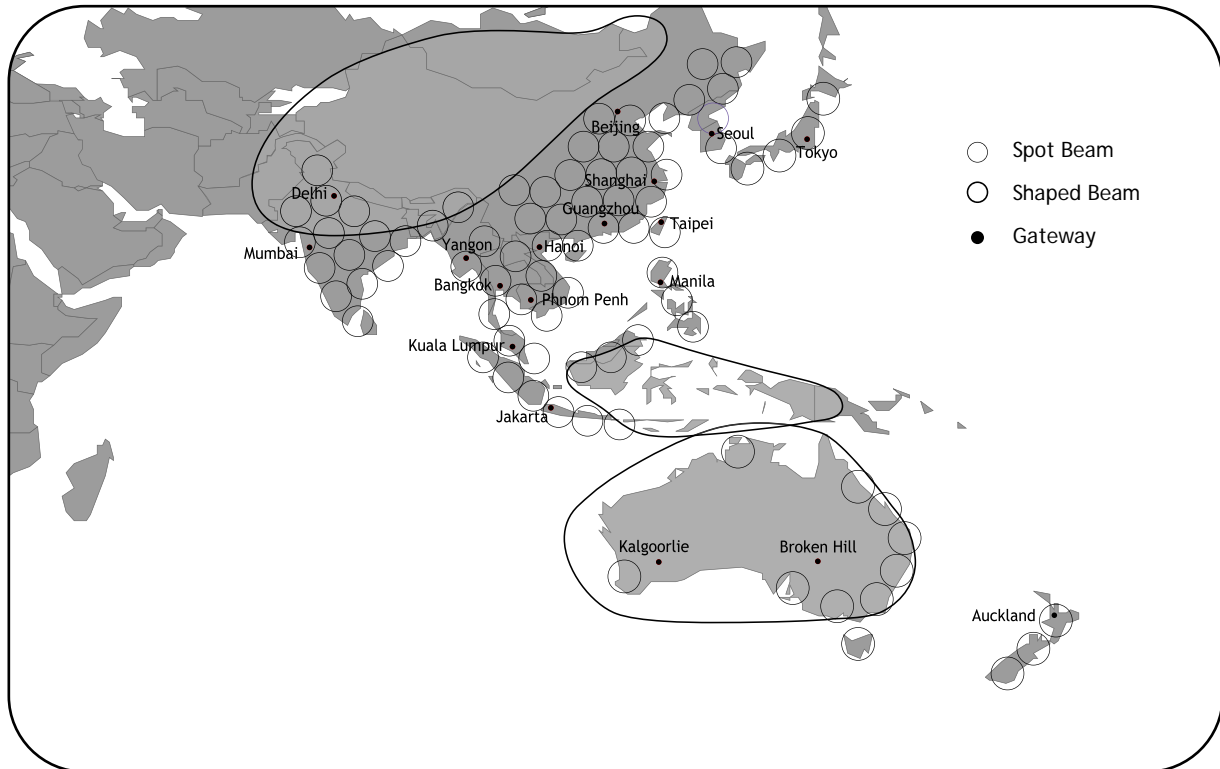 Beijing
Seoul
Tokyo
Shanghai
Delhi
Guangzhou
Taipei
Mumbai
Yangon
Hanoi
Bangkok
Manila
Phnom Penh
Kuala Lumpur
Jakarta
Kalgoorlie
Broken Hill
Auckland
Spot Beam
Shaped Beam
Gateway